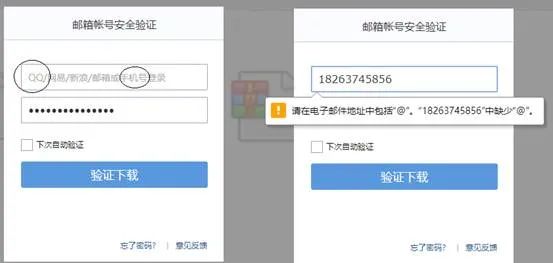 邮箱帐号安全验证
QQ/网易/新浪/邮箱或手机号登录
下次自动验证
验证下载
忘了密码? | 意见反馈
邮箱帐号安全验证
18263745856
请在电子邮件地址中包括“@”。“18263745856”中缺少“@”。
下次自动验证
验证下载
忘了密码? | 意见反馈